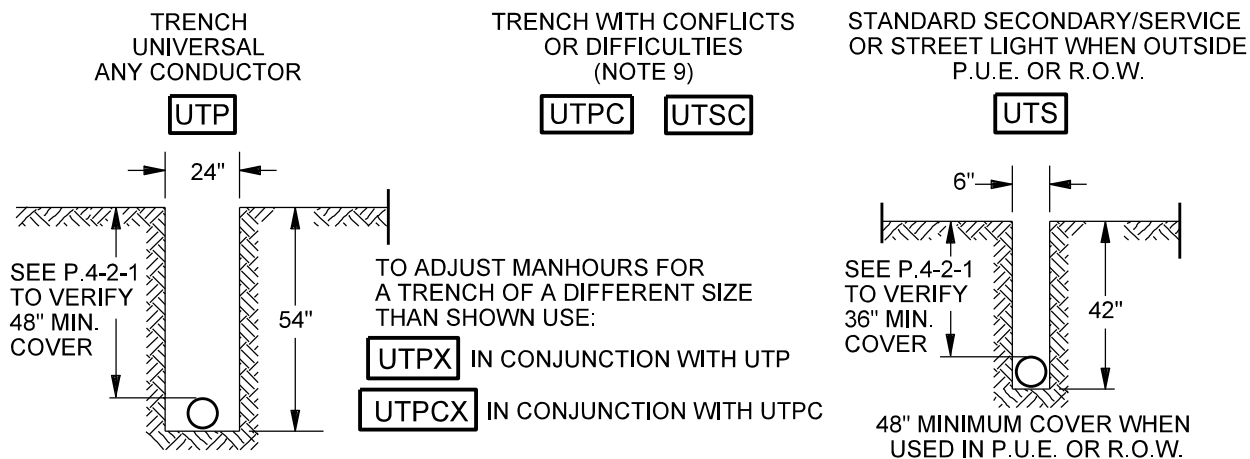 TRENCH
UNIVERSAL
ANY CONDUCTOR
UTP
24"
SEE P.4-2-1
TO VERIFY
48" MIN.
COVER
54"
TRENCH WITH CONFLICTS
OR DIFFICULTIES
(NOTE 9)
UTPC UTSC
TO ADJUST MANHOURS FOR
A TRENCH OF A DIFFERENT SIZE
THAN SHOWN USE:
UTPX IN CONJUNCTION WITH UTP
UTPCX IN CONJUNCTION WITH UTPC
STANDARD SECONDARY/SERVICE
OR STREET LIGHT WHEN OUTSIDE
P.U.E. OR R.O.W.
UTS
6"
SEE P.4-2-1
TO VERIFY
36" MIN.
COVER
42"
48" MINIMUM COVER WHEN
USED IN P.U.E. OR R.O.W.